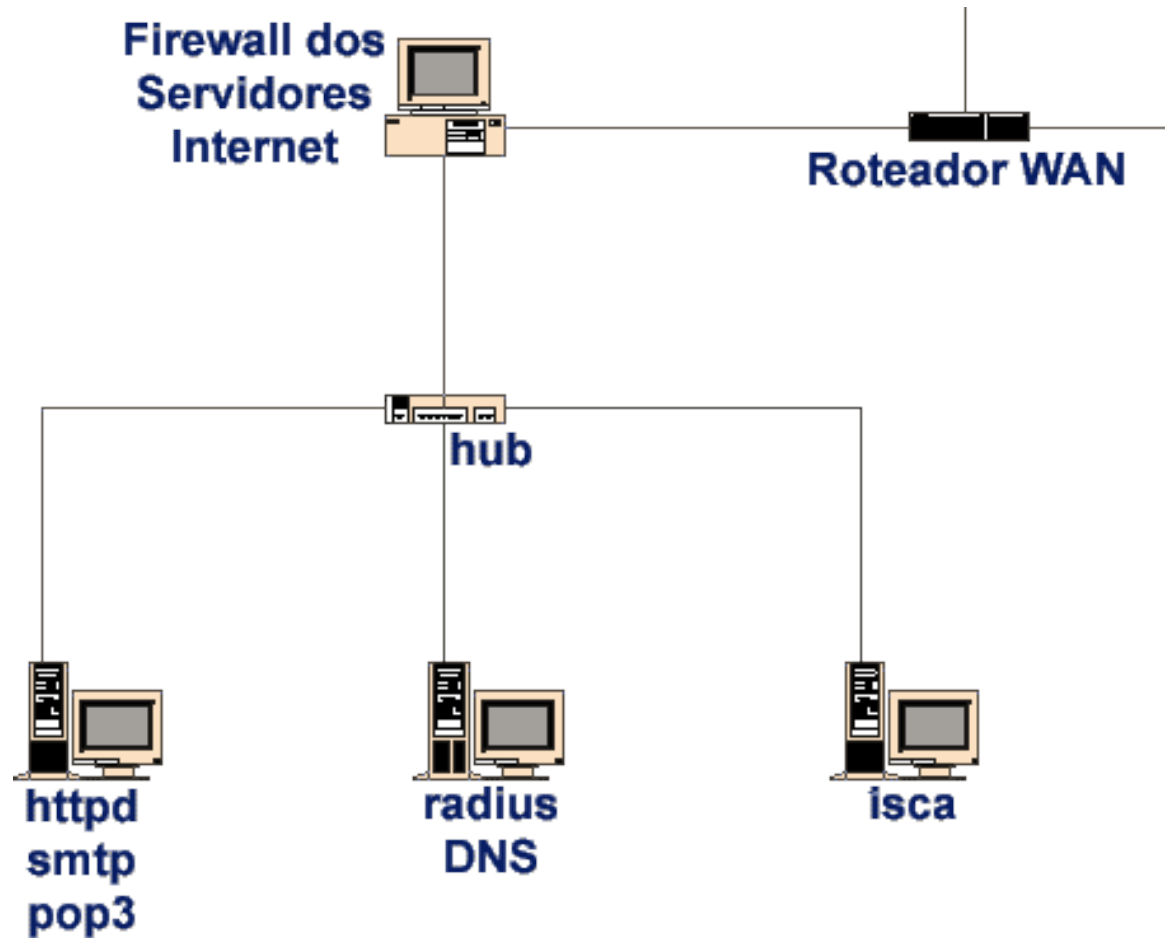 Firewall dos
Servidores
Internet
Roteador WAN
hub
httpd
smtp
pop3
radius
DNS
isca